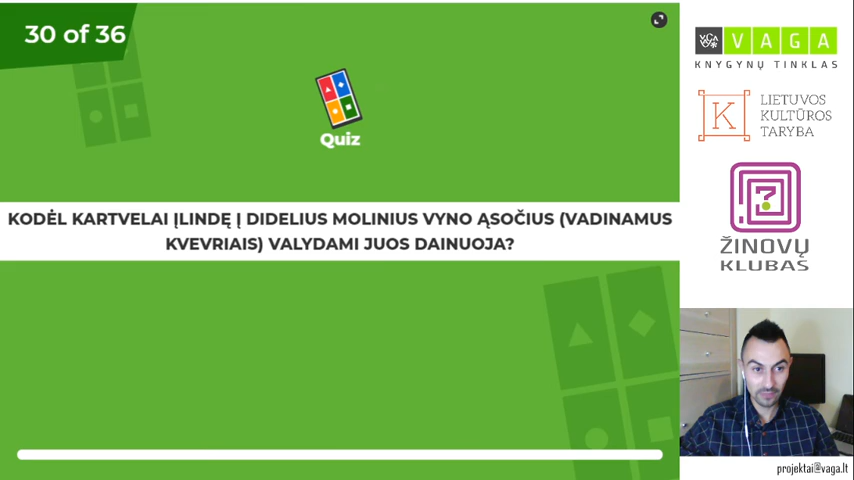 30 of 36
Quiz
KODĖL KARTVELAI ĮLINDĘ Į DIDELIUS MOLINIUS VYNO ĄSOČIUS (VADINAMUS
KVEVRIAIS) VALYDAMI JUOS DAINUOJA?
VAGA
KNYGYNŲ TINKLAS
LIETUVOS
KULTŪROS
TARYBA
ŽINOVŲ
KLUBAS
projektai@vaga.lt